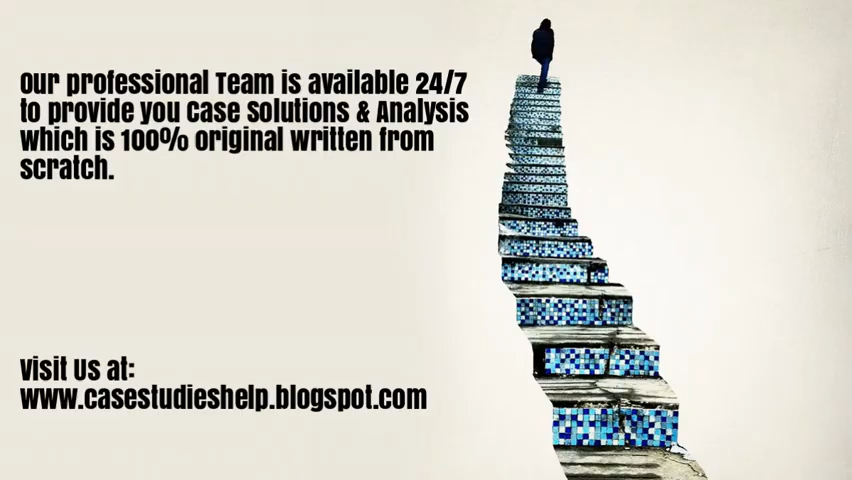 Our professional Team is available 24/7
to provide you Case Solutions & Analysis
which is 100% original written from
scratch.
Visit Us at:
www.casestudieshelp.blogspot.com